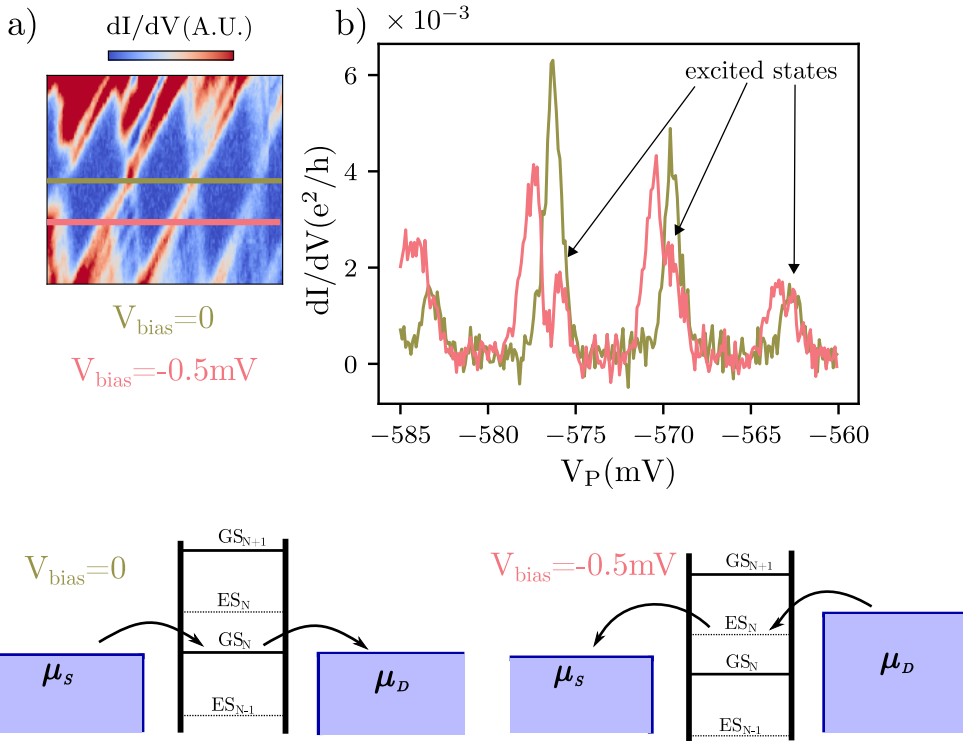 a)
dI/dV(A.U.)
V_bias=0
V_bias=-0.5mV
b)
× 10⁻³
excited states
dI/dV(e²/h)
6
4
2
0
−585
−580
−575
−570
−565
−560
V_P(mV)
V_bias=0
GS_N+1
ES_N
GS_N
ES_N-1
μ_S
μ_D
V_bias=-0.5mV
GS_N+1
ES_N
GS_N
ES_N-1
μ_S
μ_D